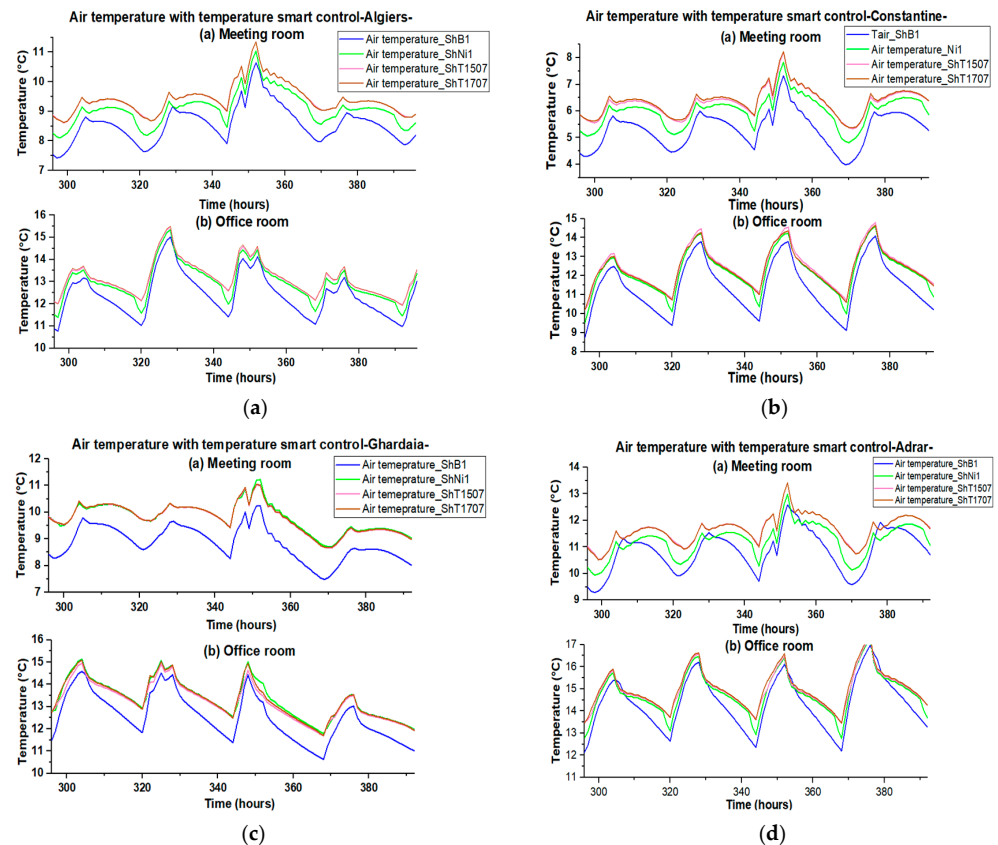 Air temperature with temperature smart control-Algiers-
(a) Meeting room
Air temperature_ShB1
Air temperature_ShNi1
Air temperature_ShT1507
Air temperature_ShT1707
Temperature (°C)
11
10
9
8
7
300 320 340 360 380
Time (hours)
(b) Office room
Temperature (°C)
16
15
14
13
12
11
10
300 320 340 360 380
Time (hours)
(a)
Air temperature with temperature smart control-Constantine-
(a) Meeting room
Tair_ShB1
Air temperature_Ni1
Air temperature_ShT1507
Air temperature_ShT1707
Temperature (°C)
8
7
6
5
4
300 320 340 360 380
Time (hours)
(b) Office room
Temperature (°C)
15
14
13
12
11
10
9
8
300 320 340 360 380
Time (hours)
(b)
Air temperature with temperature smart control-Ghardaia-
(a) Meeting room
Air temeprature_ShB1
Air temeprature_ShNi1
Air temeprature_ShT1507
Air temeprature_ShT1707
Temperature (°C)
12
11
10
9
8
7
300 320 340 360 380
Time (hours)
(b) Office room
Temperature (°C)
16
15
14
13
12
11
10
300 320 340 360 380
Time (hours)
(c)
Air temperature with temperature smart control-Adrar-
(a) Meeting room
Air temperature_ShB1
Air temperature_ShNi1
Air temperature_ShT1507
Air temperature_ShT1707
Temperature (°C)
14
13
12
11
10
9
300 320 340 360 380
Time (hours)
(b) Office room
Temperature (°C)
17
16
15
14
13
12
11
300 320 340 360 380
Time (hours)
(d)